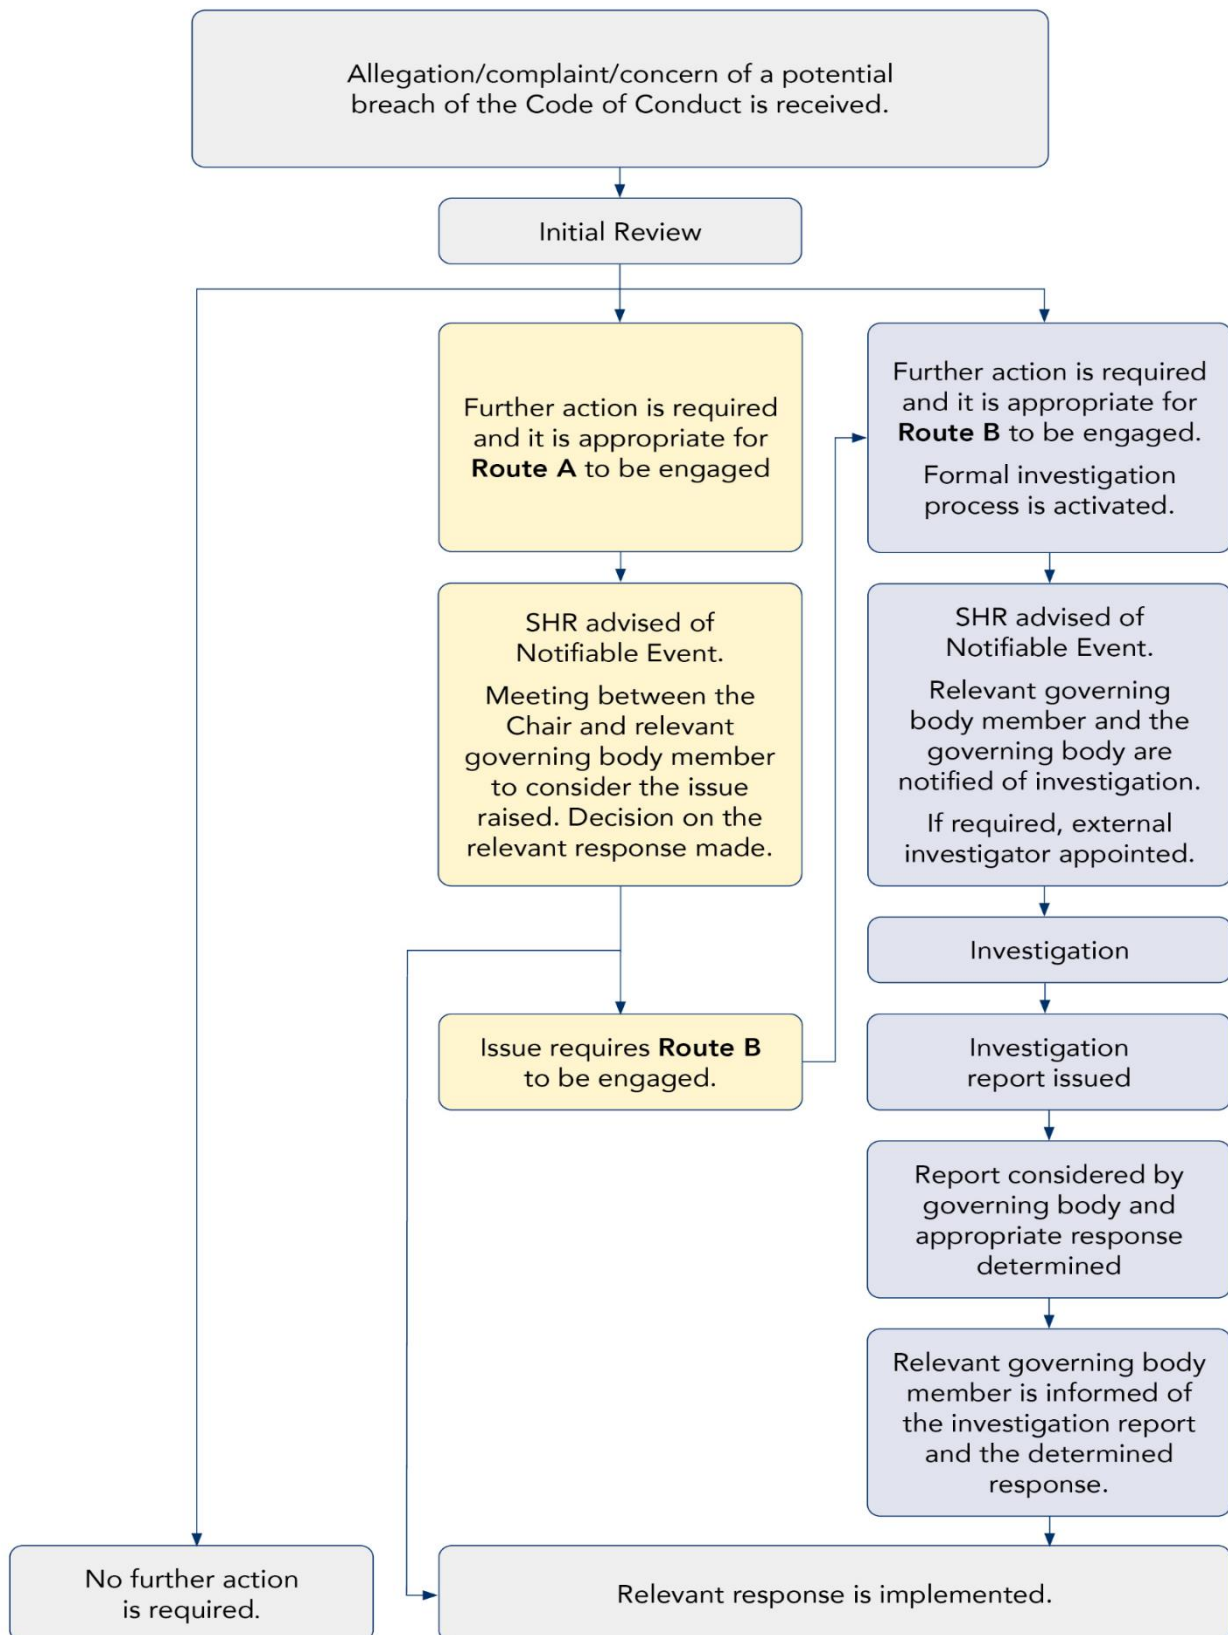 Allegation/complaint/concern of a potential
breach of the Code of Conduct is received.
Initial Review
Further action is required
and it is appropriate for
Route A to be engaged
SHR advised of
Notifiable Event.
Meeting between the
Chair and relevant
governing body member
to consider the issue
raised. Decision on the
relevant response made.
Issue requires Route B
to be engaged.
Further action is required
and it is appropriate for
Route B to be engaged.
Formal investigation
process is activated.
SHR advised of
Notifiable Event.
Relevant governing
body member and the
governing body are
notified of investigation.
If required, external
investigator appointed.
Investigation
Investigation
report issued
Report considered by
governing body and
appropriate response
determined
Relevant governing body
member is informed of
the investigation report
and the determined
response.
No further action
is required.
Relevant response is implemented.